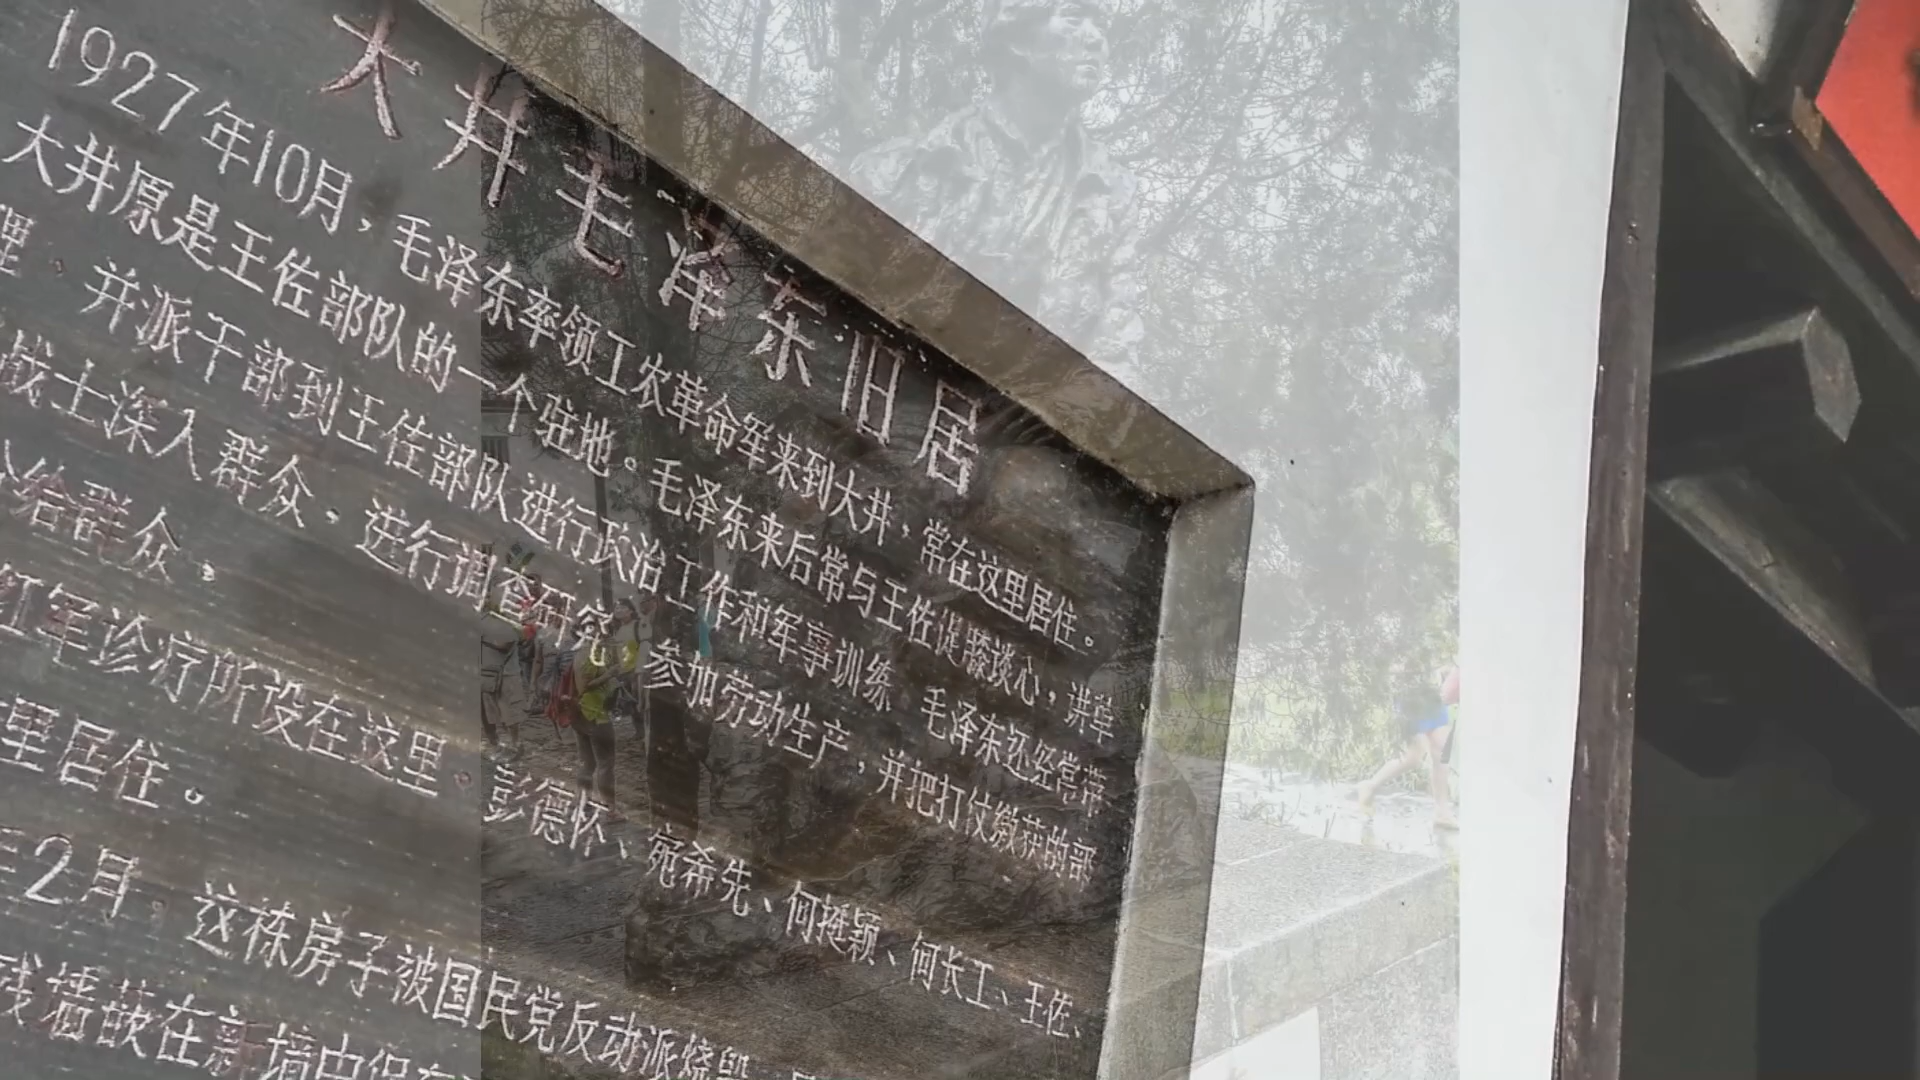 大井毛泽东旧居
1927年10月，毛泽东率领工农革命军来到大井，常在这里居住。
大井原是王佐部队的一个驻地。毛泽东来后常与王佐促膝谈心，讲革
理，并派干部到王佐部队进行政治工作和军事训练 毛泽东还经常带
战士深入群众，进行调查研究 参加劳动生产，并把打仗缴获的部
分给群众。
红军诊疗所设在这里。彭德怀、宛希先、何挺颖、何长工、王佐、
里居住。
年2月，这栋房子被国民党反动派烧毁
残墙嵌在新墙中保